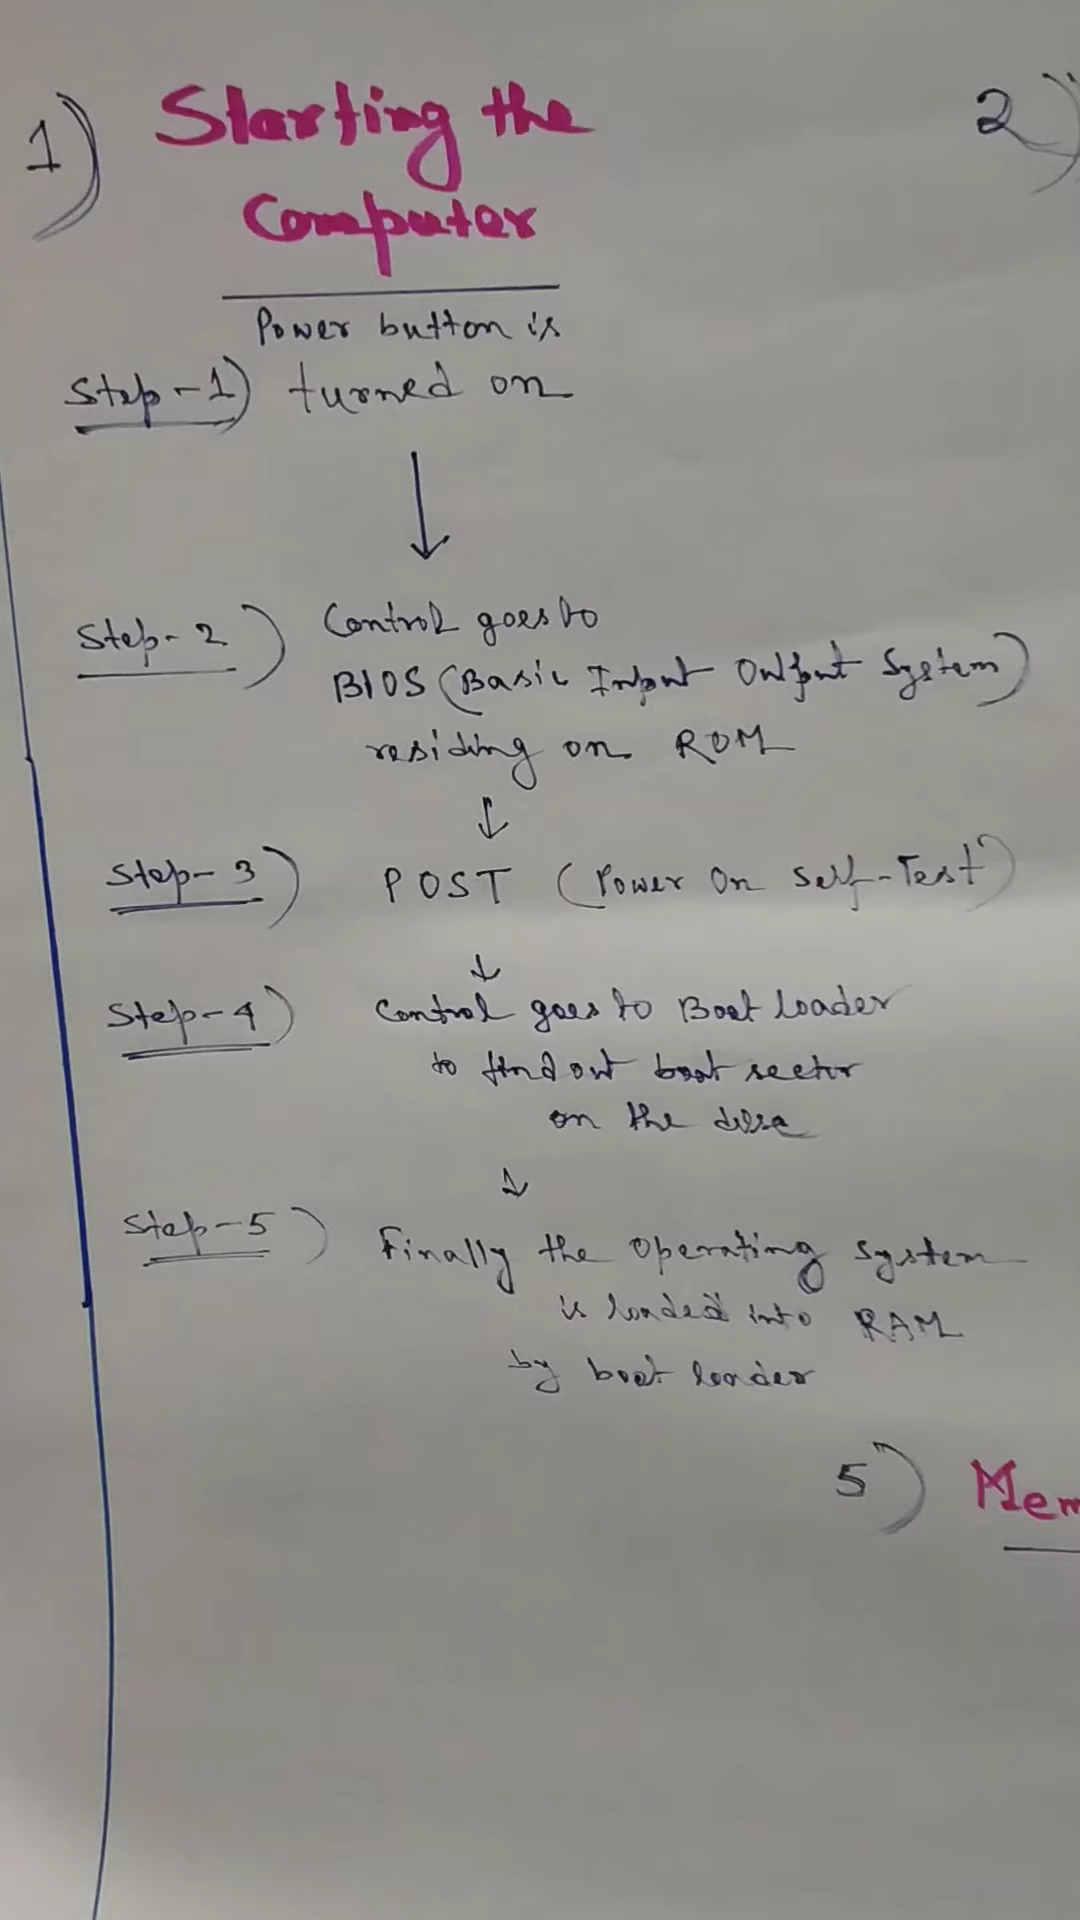 1) Starting the
Computer
2)
Power button is
Step-1) turned on
Step-2) Control goes to
BIOS (Basic Input Output System)
residing on ROM
Step-3) POST (Power On Self-Test)
Step-4) Control goes to Boot loader
to find out boot sector
on the disc
Step-5) Finally the operating system
is loaded into RAM
by boot loader
5) Mem